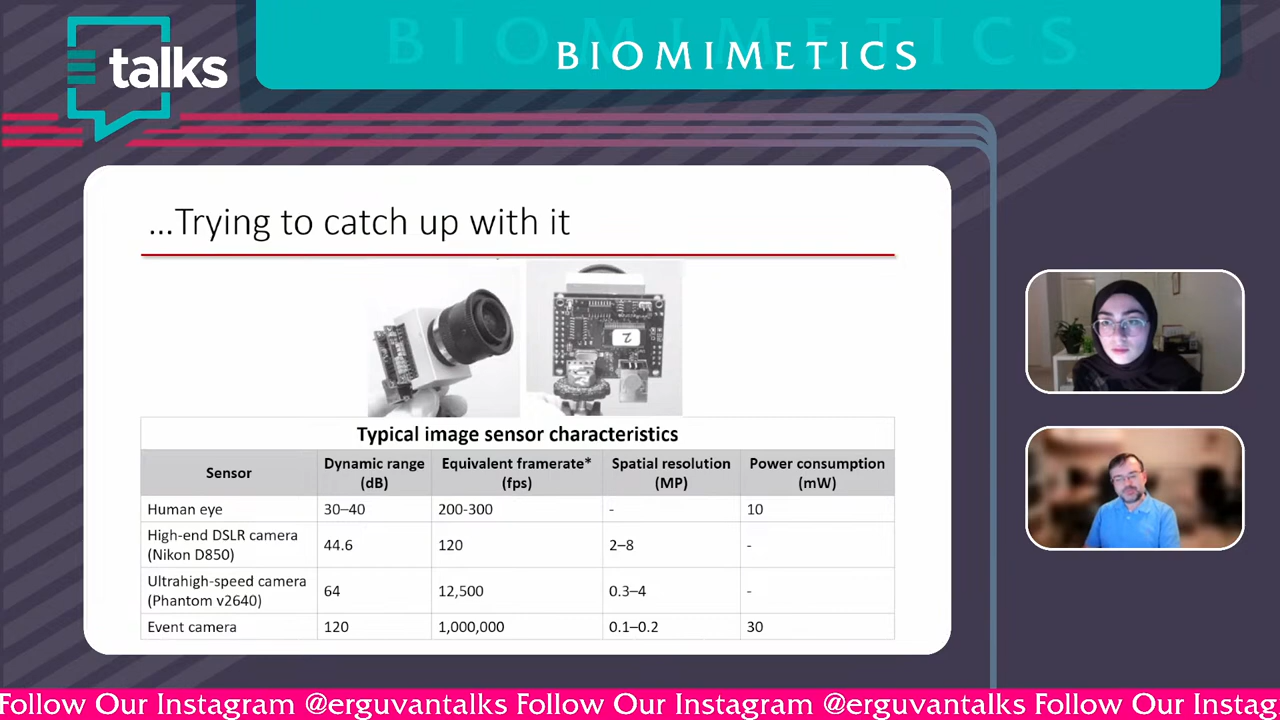 talks
BIOMIMETICS
BIOMIMETICS
...Trying to catch up with it
2
Typical image sensor characteristics
Sensor
Dynamic range
(dB)
Equivalent framerate*
(fps)
Spatial resolution
(MP)
Power consumption
(mW)
Human eye
30–40
200-300
-
10
High-end DSLR camera
(Nikon D850)
44.6
120
2–8
-
Ultrahigh-speed camera
(Phantom v2640)
64
12,500
0.3–4
-
Event camera
120
1,000,000
0.1–0.2
30
Follow Our Instagram @erguvantalks Follow Our Instagram @erguvantalks Follow Our Instag